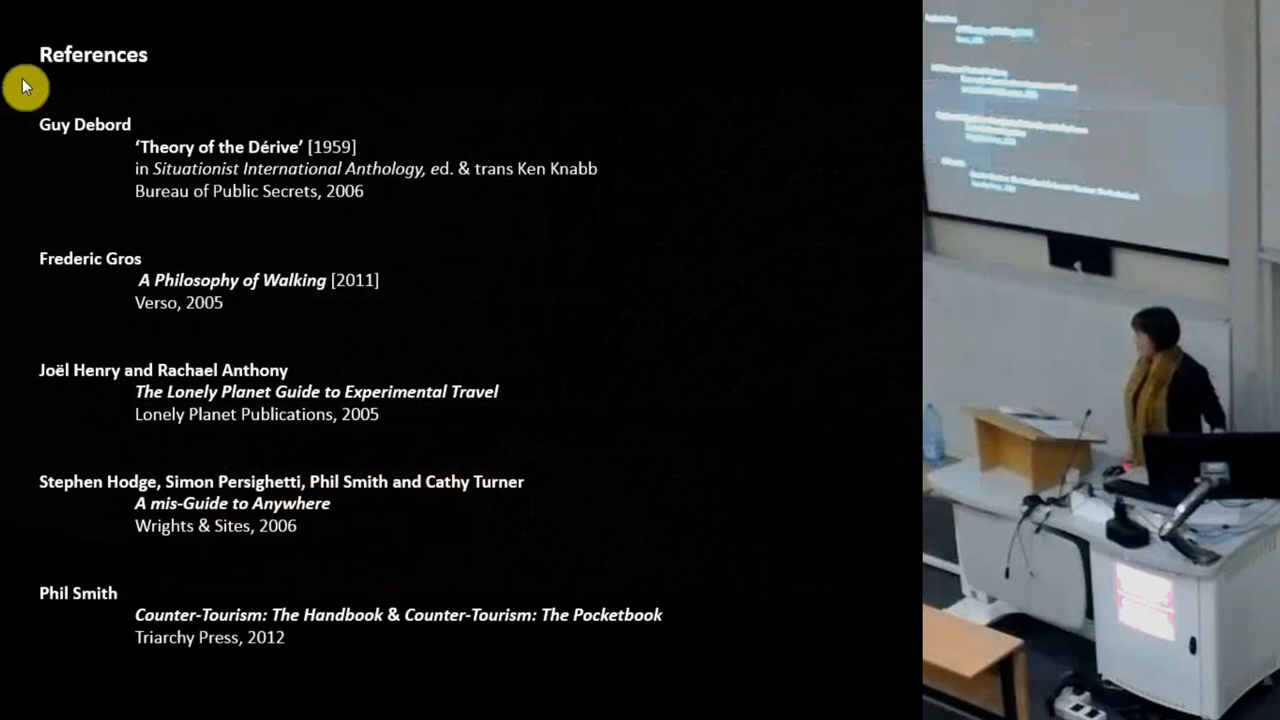 References
Guy Debord
‘Theory of the Dérive’ [1959]
in Situationist International Anthology, ed. & trans Ken Knabb
Bureau of Public Secrets, 2006
Frederic Gros
A Philosophy of Walking [2011]
Verso, 2005
Joël Henry and Rachael Anthony
The Lonely Planet Guide to Experimental Travel
Lonely Planet Publications, 2005
Stephen Hodge, Simon Persighetti, Phil Smith and Cathy Turner
A mis-Guide to Anywhere
Wrights & Sites, 2006
Phil Smith
Counter-Tourism: The Handbook & Counter-Tourism: The Pocketbook
Triarchy Press, 2012